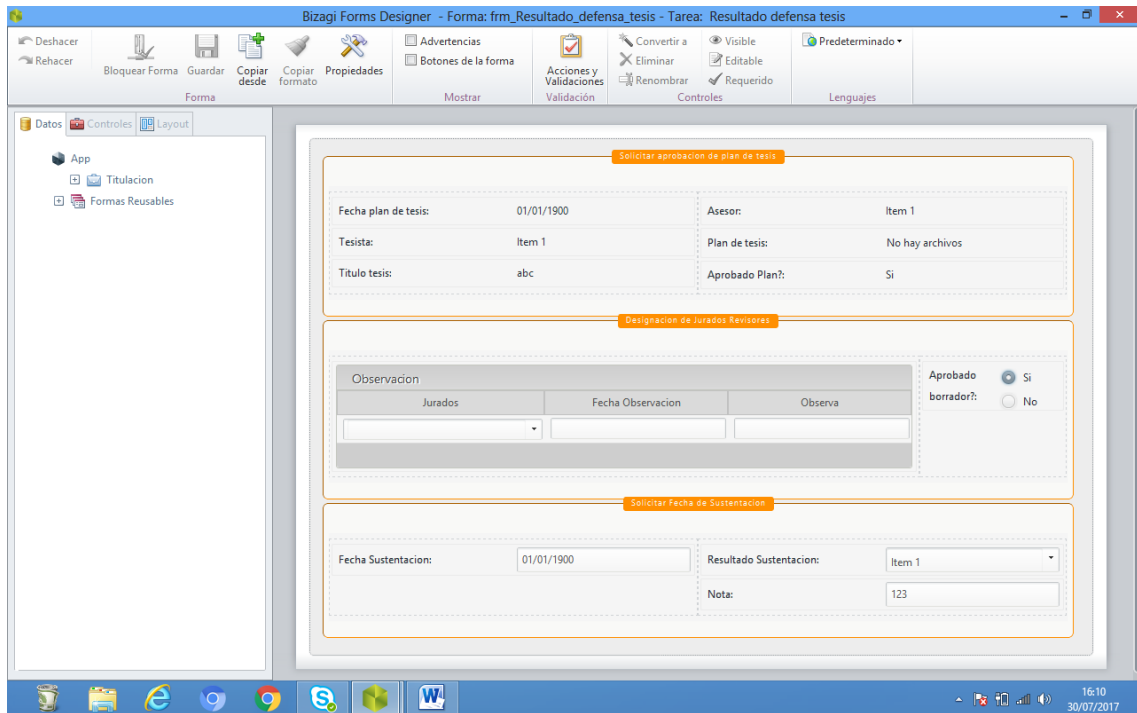 Bizagi Forms Designer - Forma: frm_Resultado_defensa_tesis - Tarea: Resultado defensa tesis
Deshacer
Rehacer
Bloquear Forma
Guardar
Copiar desde
Copiar formato
Propiedades
Forma
Advertencias
Botones de la forma
Mostrar
Acciones y Validaciones
Validación
Convertir a
Eliminar
Renombrar
Visible
Editable
Requerido
Controles
Predeterminado
Lenguajes
Datos Controles Layout
App
Titulacion
Formas Reusables
Solicitar aprobacion de plan de tesis
Fecha plan de tesis: 01/01/1900 Asesor: Item 1
Tesista: Item 1 Plan de tesis: No hay archivos
Titulo tesis: abc Aprobado Plan?: Si
Designacion de Jurados Revisores
Observacion
Jurados Fecha Observacion Observa
Aprobado borrador?:
Si
No
Solicitar Fecha de Sustentacion
Fecha Sustentacion: 01/01/1900 Resultado Sustentacion: Item 1
Nota: 123
16:10
30/07/2017